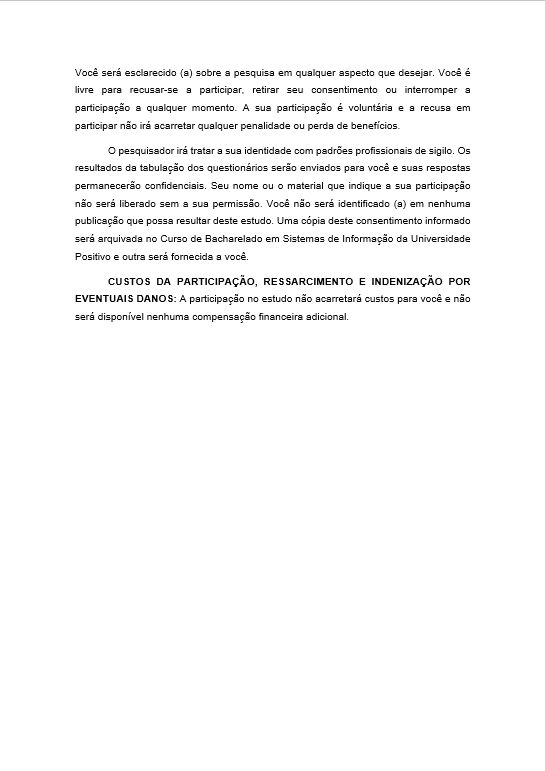 Você será esclarecido (a) sobre a pesquisa em qualquer aspecto que desejar. Você é
livre para recusar-se a participar, retirar seu consentimento ou interromper a
participação a qualquer momento. A sua participação é voluntária e a recusa em
participar não irá acarretar qualquer penalidade ou perda de benefícios.
O pesquisador irá tratar a sua identidade com padrões profissionais de sigilo. Os
resultados da tabulação dos questionários serão enviados para você e suas respostas
permanecerão confidenciais. Seu nome ou o material que indique a sua participação
não será liberado sem a sua permissão. Você não será identificado (a) em nenhuma
publicação que possa resultar deste estudo. Uma cópia deste consentimento informado
será arquivada no Curso de Bacharelado em Sistemas de Informação da Universidade
Positivo e outra será fornecida a você.
CUSTOS DA PARTICIPAÇÃO, RESSARCIMENTO E INDENIZAÇÃO POR
EVENTUAIS DANOS: A participação no estudo não acarretará custos para você e não
será disponível nenhuma compensação financeira adicional.